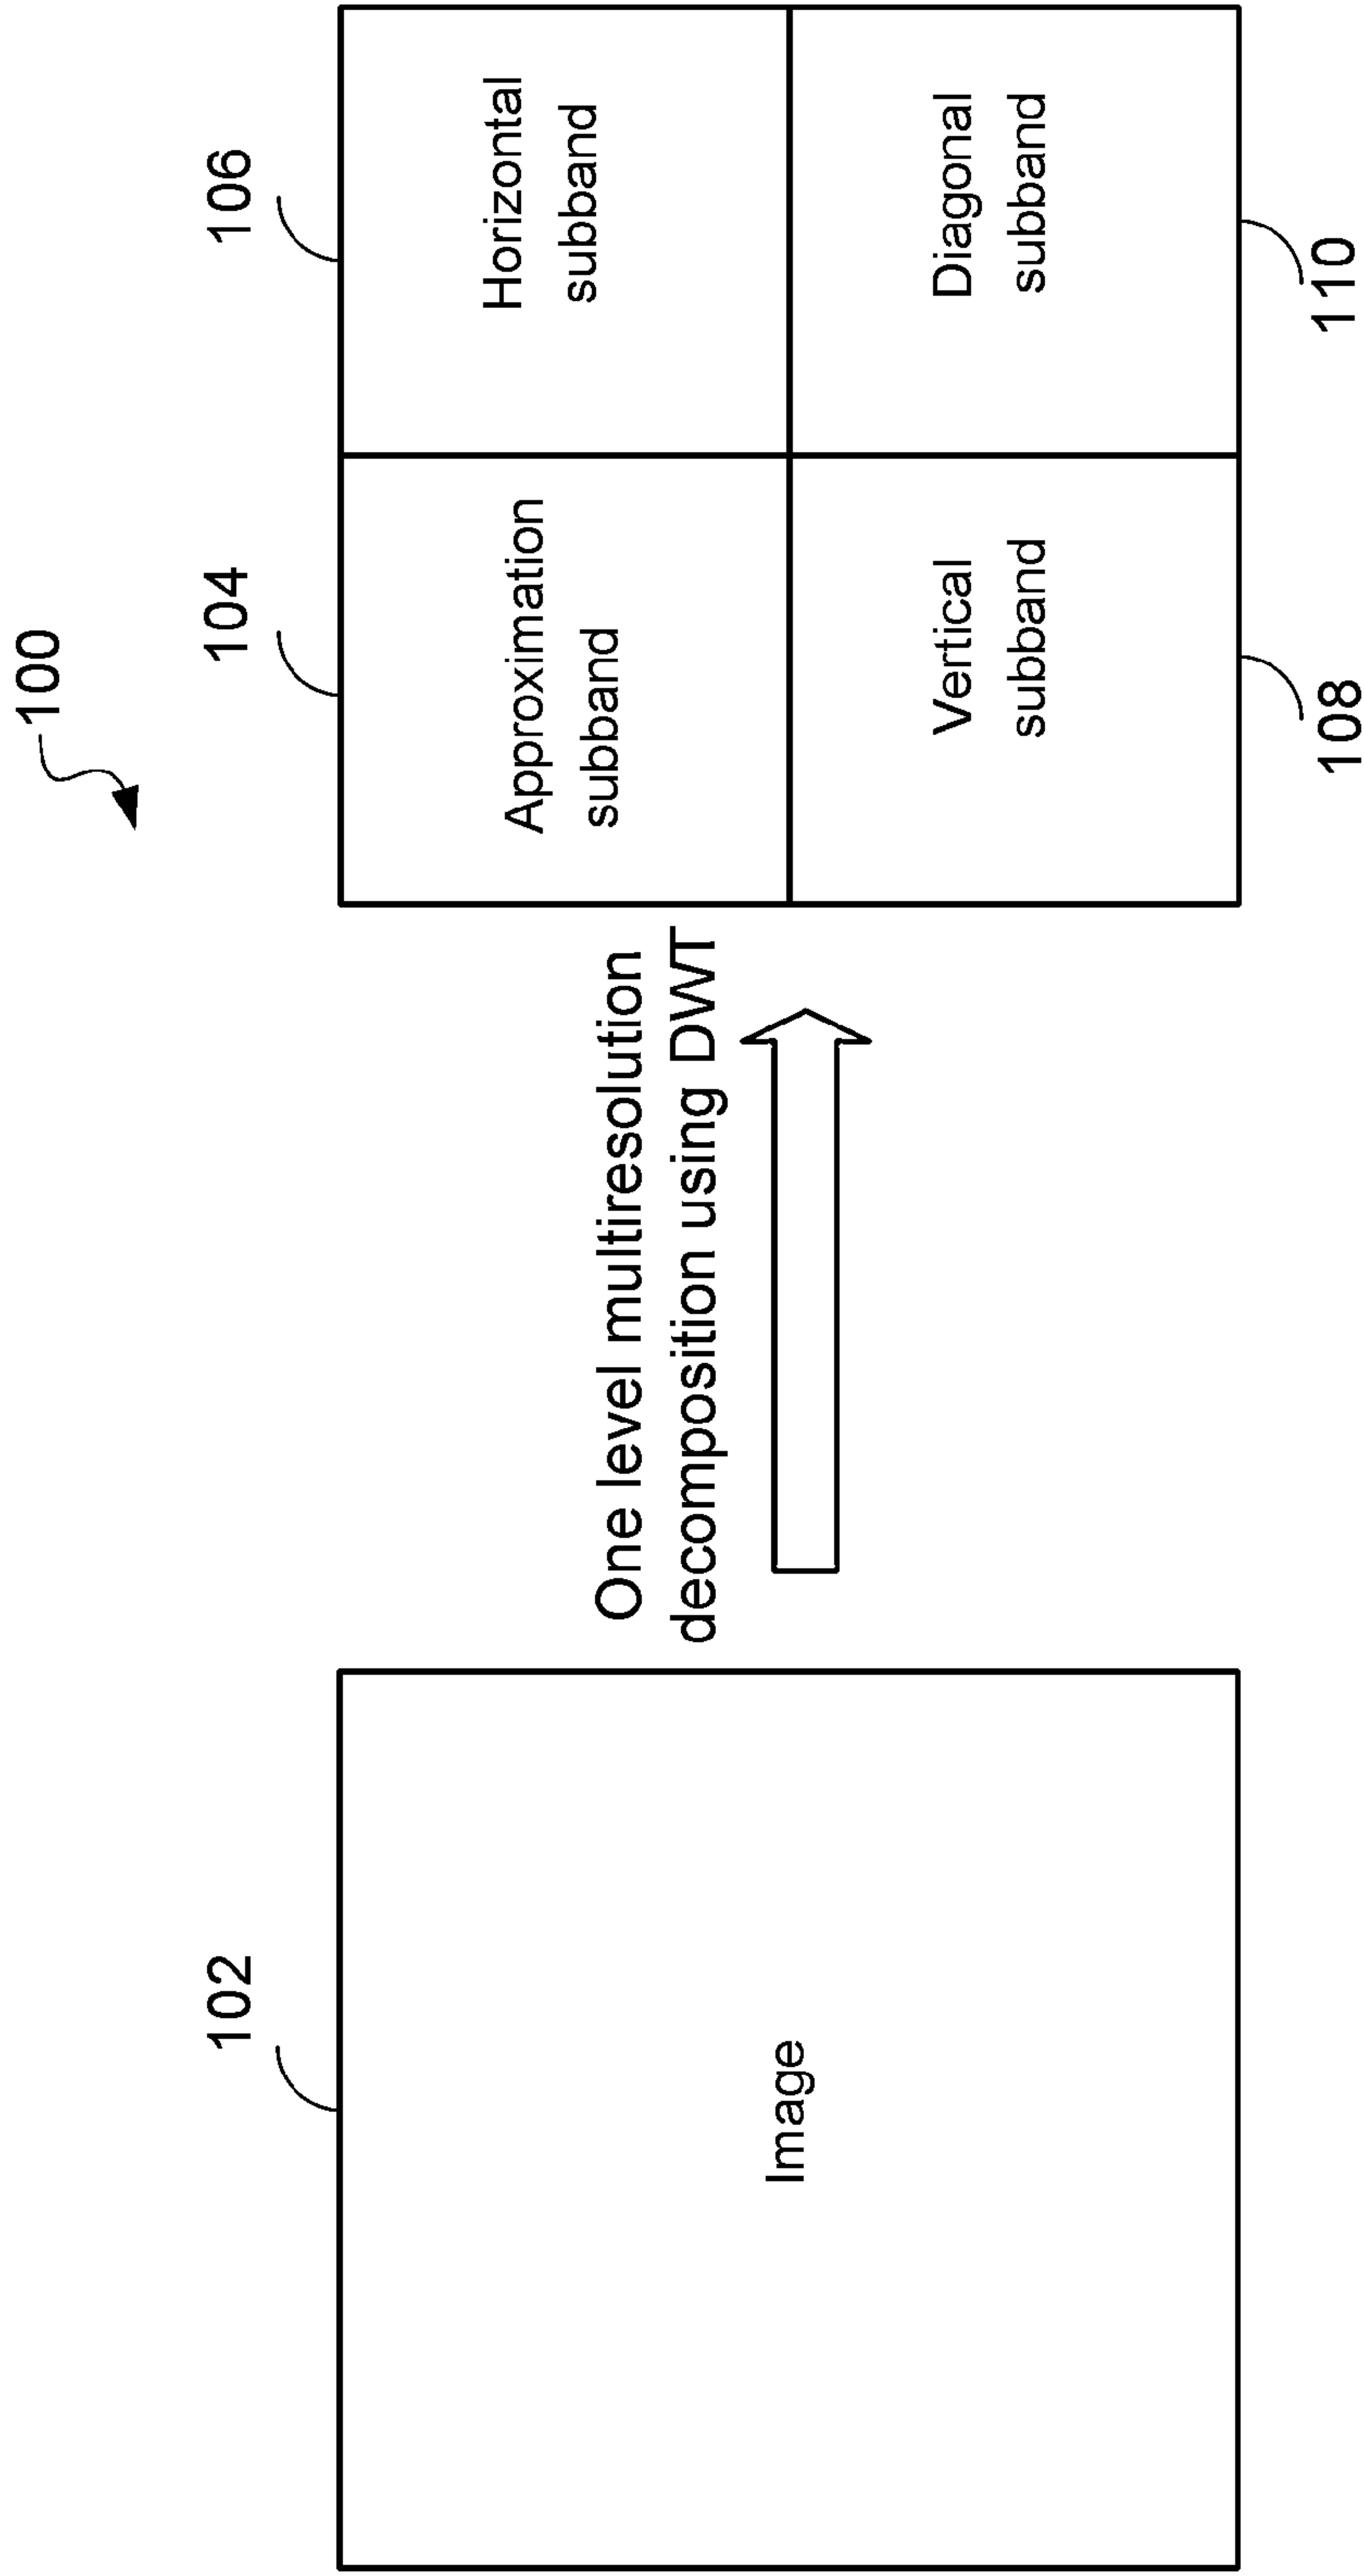 100
102
104
106
One level multiresolution
decomposition using DWT
Image
Approximation
subband
Horizontal
subband
Vertical
subband
Diagonal
subband
108
110